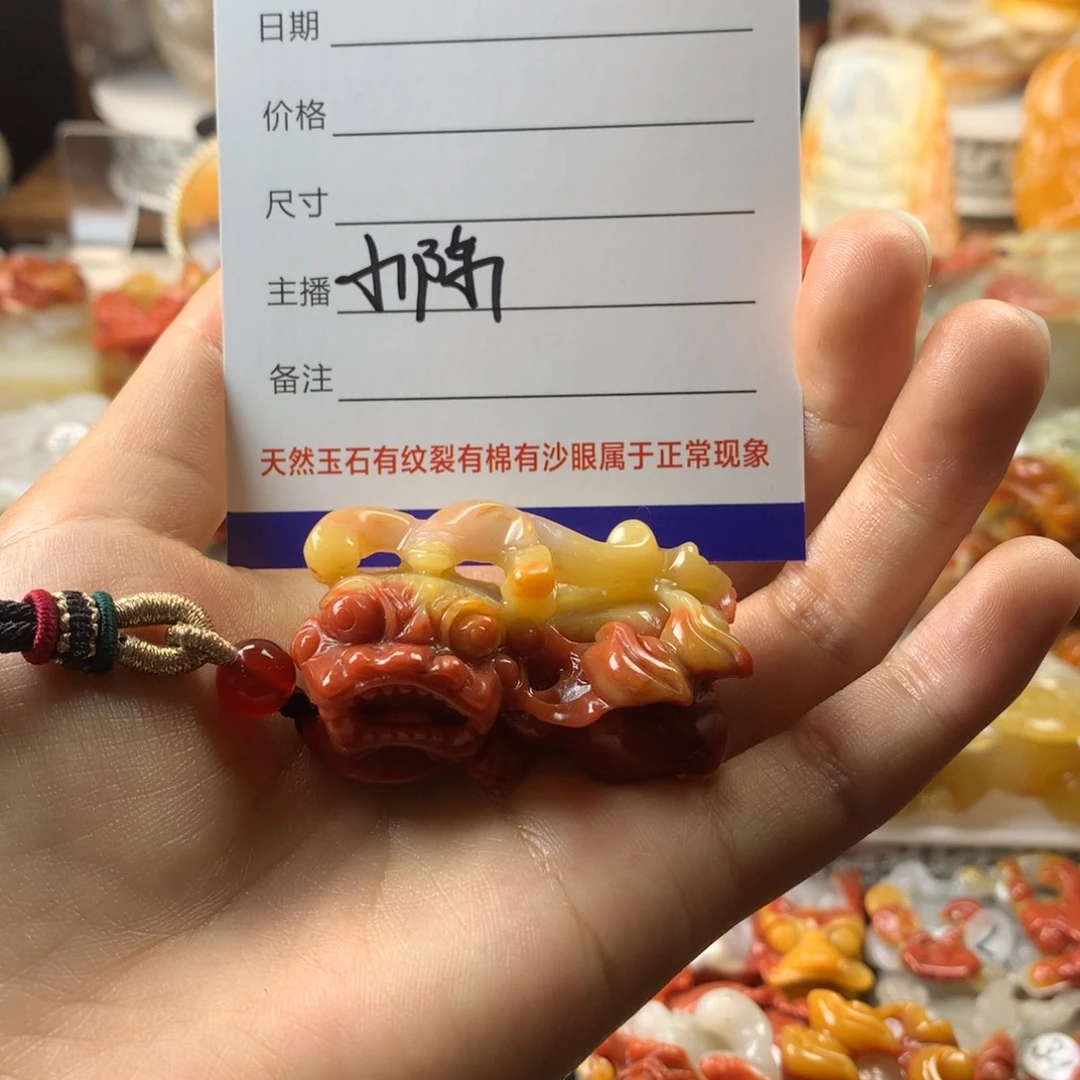 日期
价格
尺寸
主播
备注
天然玉石有纹裂有棉有沙眼属于正常现象